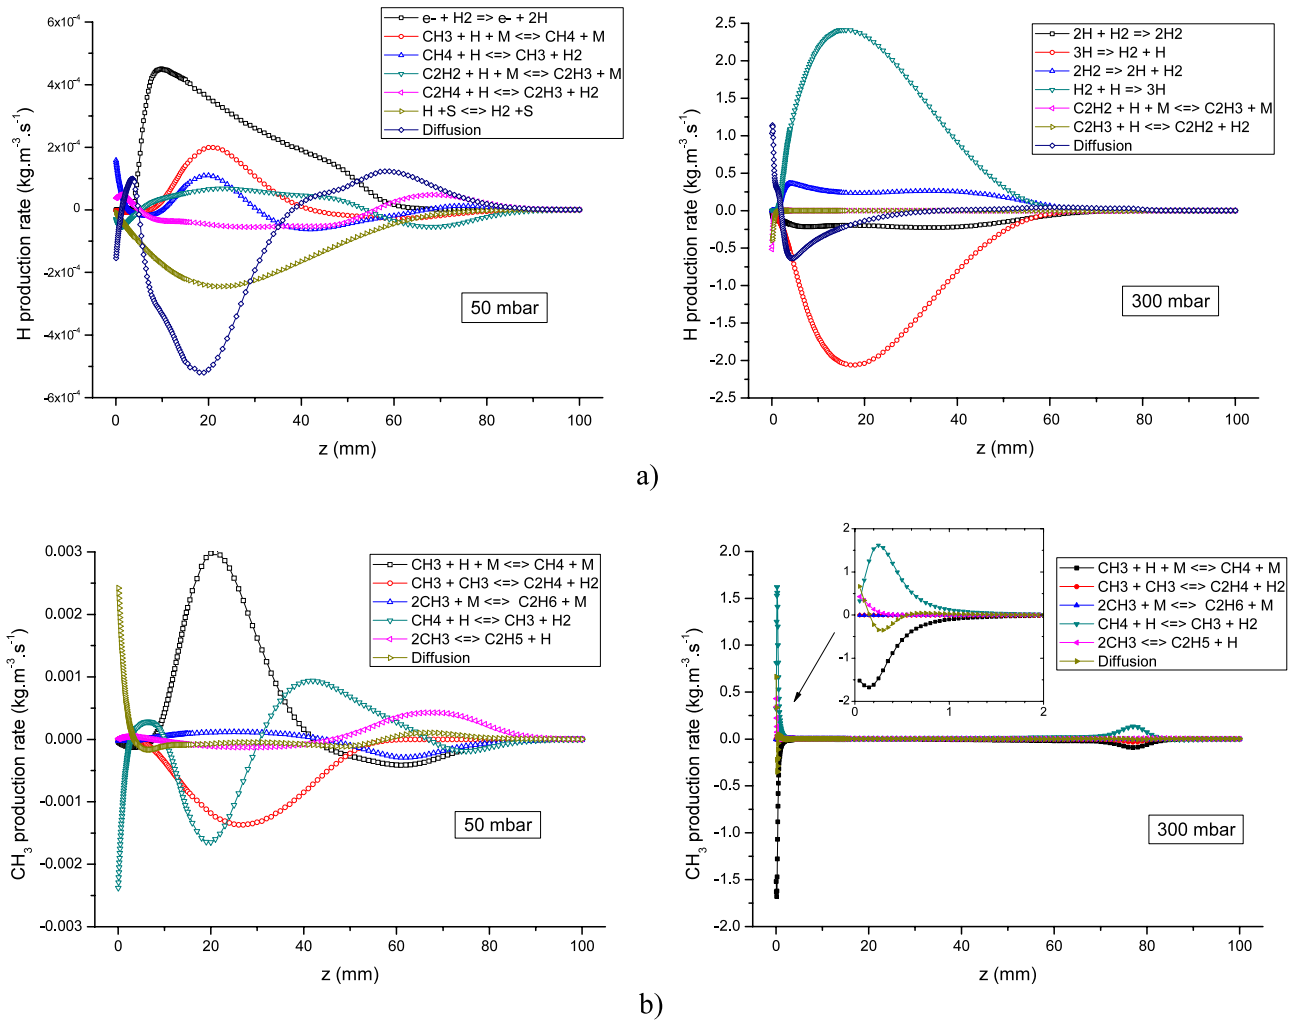 6x10⁻⁴
4x10⁻⁴
2x10⁻⁴
0
-2x10⁻⁴
-4x10⁻⁴
-6x10⁻⁴
H production rate (kg.m⁻³.s⁻¹)
e- + H2 => e- + 2H
CH3 + H + M <=> CH4 + M
CH4 + H <=> CH3 + H2
C2H2 + H + M <=> C2H3 + M
C2H4 + H <=> C2H3 + H2
H +S <=> H2 +S
Diffusion
50 mbar
0 20 40 60 80 100
z (mm)
2.5
2.0
1.5
1.0
0.5
0.0
-0.5
-1.0
-1.5
-2.0
-2.5
H production rate (kg.m⁻³.s⁻¹)
2H + H2 => 2H2
3H => H2 + H
2H2 => 2H + H2
H2 + H => 3H
C2H2 + H + M <=> C2H3 + M
C2H3 + H <=> C2H2 + H2
Diffusion
300 mbar
0 20 40 60 80 100
z (mm)
a)
0.003
0.002
0.001
0.000
-0.001
-0.002
-0.003
CH₃ production rate (kg.m⁻³.s⁻¹)
CH3 + H + M <=> CH4 + M
CH3 + CH3 <=> C2H4 + H2
2CH3 + M <=> C2H6 + M
CH4 + H <=> CH3 + H2
2CH3 <=> C2H5 + H
Diffusion
50 mbar
0 20 40 60 80 100
z (mm)
2.0
1.5
1.0
0.5
0.0
-0.5
-1.0
-1.5
-2.0
CH₃ production rate (kg.m⁻³.s⁻¹)
2
1
0
-1
-2
0 1 2
CH3 + H + M <=> CH4 + M
CH3 + CH3 <=> C2H4 + H2
2CH3 + M <=> C2H6 + M
CH4 + H <=> CH3 + H2
2CH3 <=> C2H5 + H
Diffusion
300 mbar
0 20 40 60 80 100
z (mm)
b)